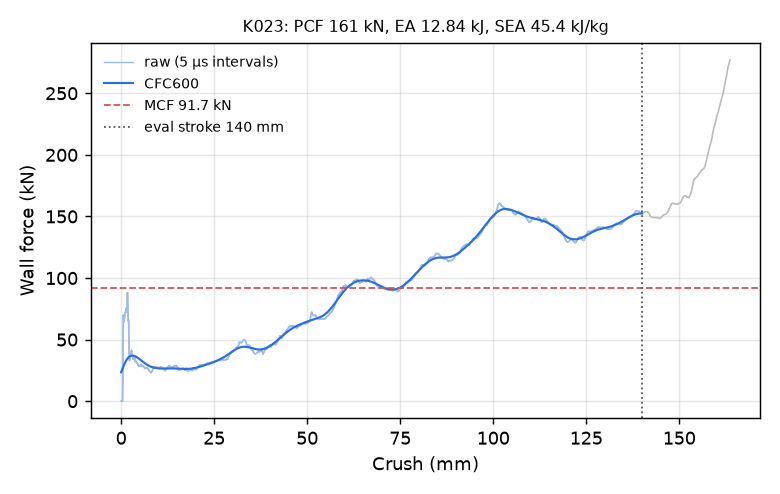 K023: PCF 161 kN, EA 12.84 kJ, SEA 45.4 kJ/kg
raw (5 µs intervals)
CFC600
MCF 91.7 kN
eval stroke 140 mm
Wall force (kN)
250
200
150
100
50
0
0 25 50 75 100 125 150
Crush (mm)